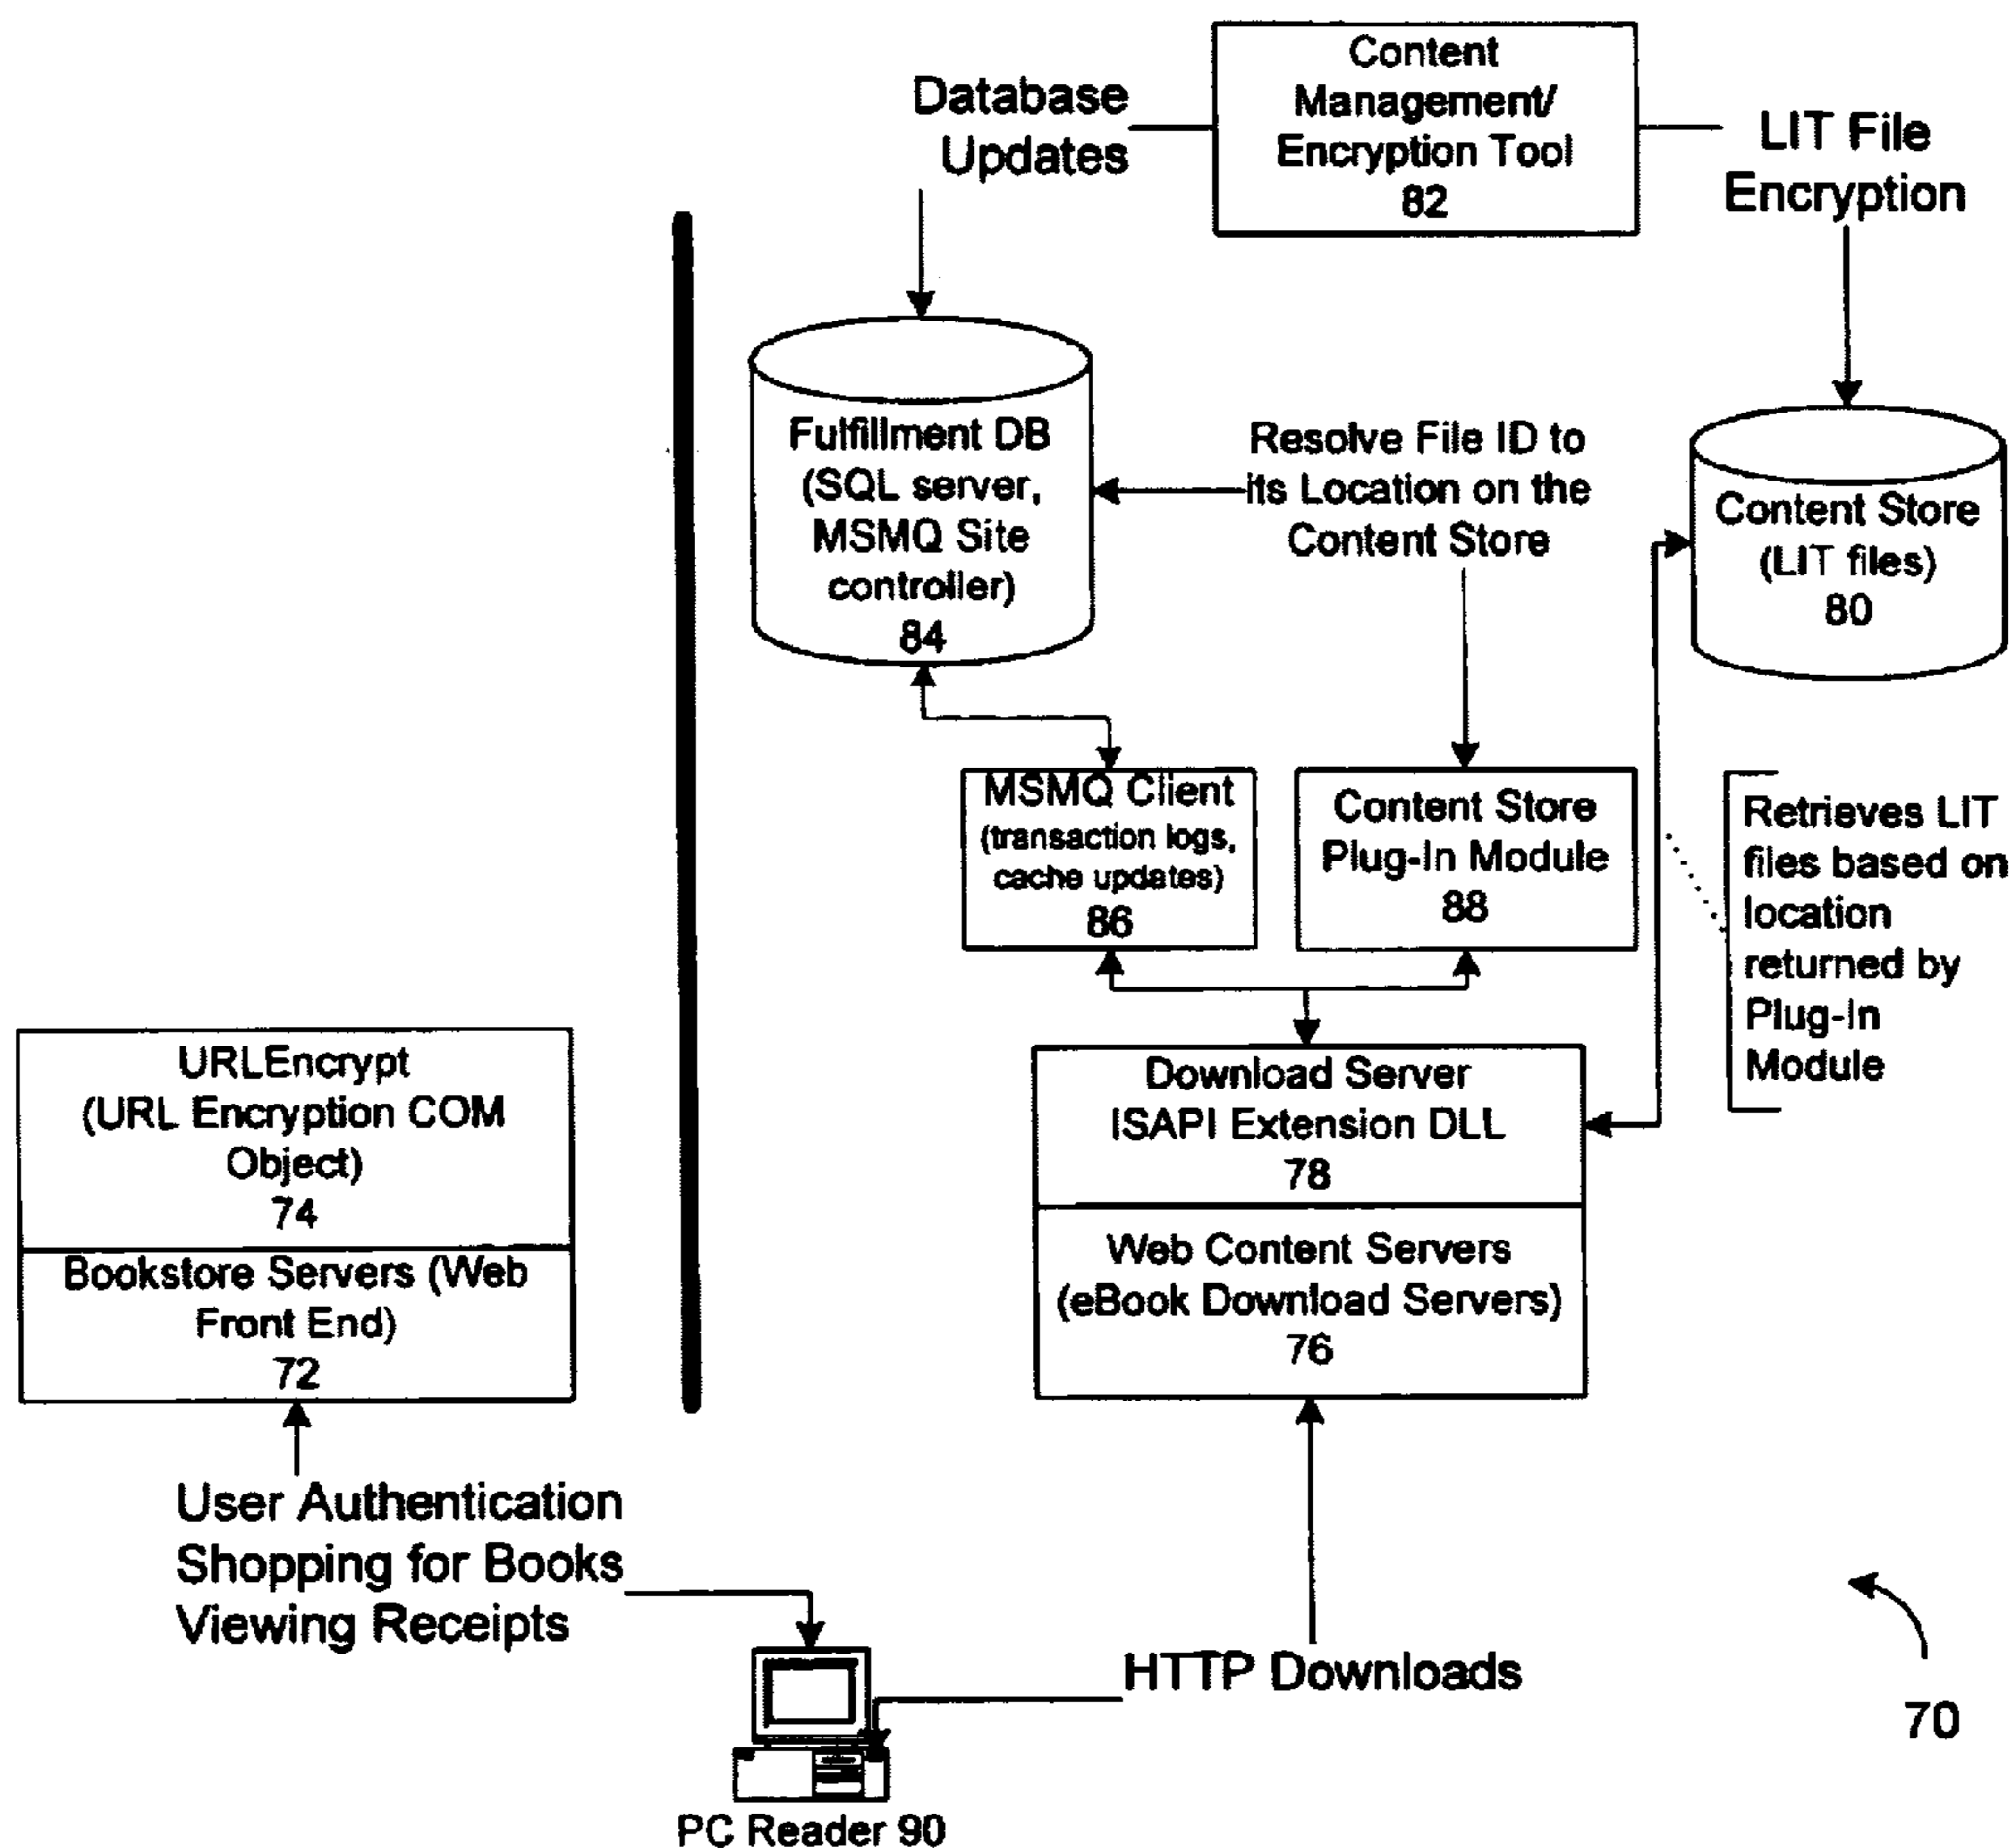 Content
Management/
Encryption Tool
82
Database
Updates
LIT File
Encryption
Fulfillment DB
(SQL server,
MSMQ Site
controller)
84
Resolve File ID to
its Location on the
Content Store
Content Store
(LIT files)
80
MSMQ Client
(transaction logs,
cache updates)
86
Content Store
Plug-In Module
88
Retrieves LIT
files based on
location
returned by
Plug-In
Module
URLEncrypt
(URL Encryption COM
Object)
74
Bookstore Servers (Web
Front End)
72
Download Server
ISAPI Extension DLL
78
Web Content Servers
(eBook Download Servers)
76
User Authentication
Shopping for Books
Viewing Receipts
HTTP Downloads
70
PC Reader 90